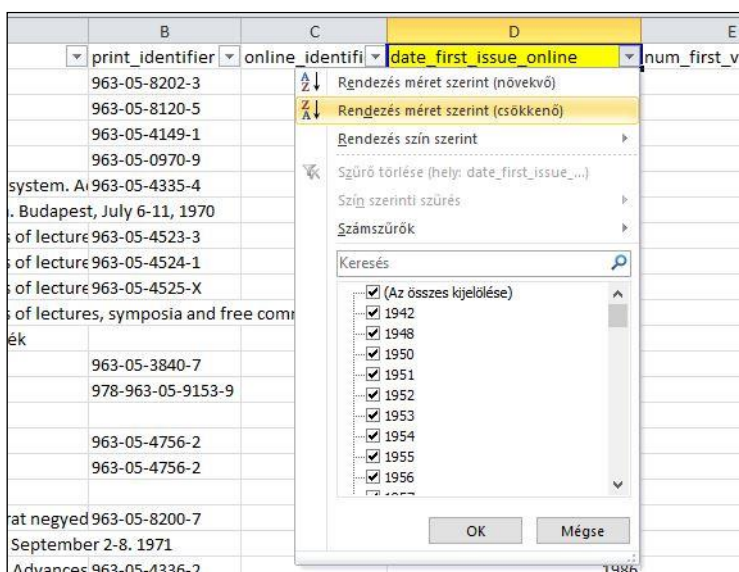 B C D E
print_identifier online_identifi date_first_issue_online num_first_v
963-05-8202-3
963-05-8120-5
963-05-4149-1
963-05-0970-9
system. A 963-05-4335-4
. Budapest, July 6-11, 1970
s of lecture 963-05-4523-3
s of lecture 963-05-4524-1
s of lecture 963-05-4525-X
s of lectures, symposia and free comm
ék
963-05-3840-7
978-963-05-9153-9
963-05-4756-2
963-05-4756-2
rat negyed 963-05-8200-7
September 2-8. 1971
Advances 963-05-4336-2 1986
Rendezés méret szerint (növekvő)
Rendezés méret szerint (csökkenő)
Rendezés szín szerint
Szűrő törlése (hely: date_first_issue_...)
Szín szerinti szűrés
Számszűrők
Keresés
(Az összes kijelölése)
1942
1948
1950
1951
1952
1953
1954
1955
1956
1957
OK Mégse